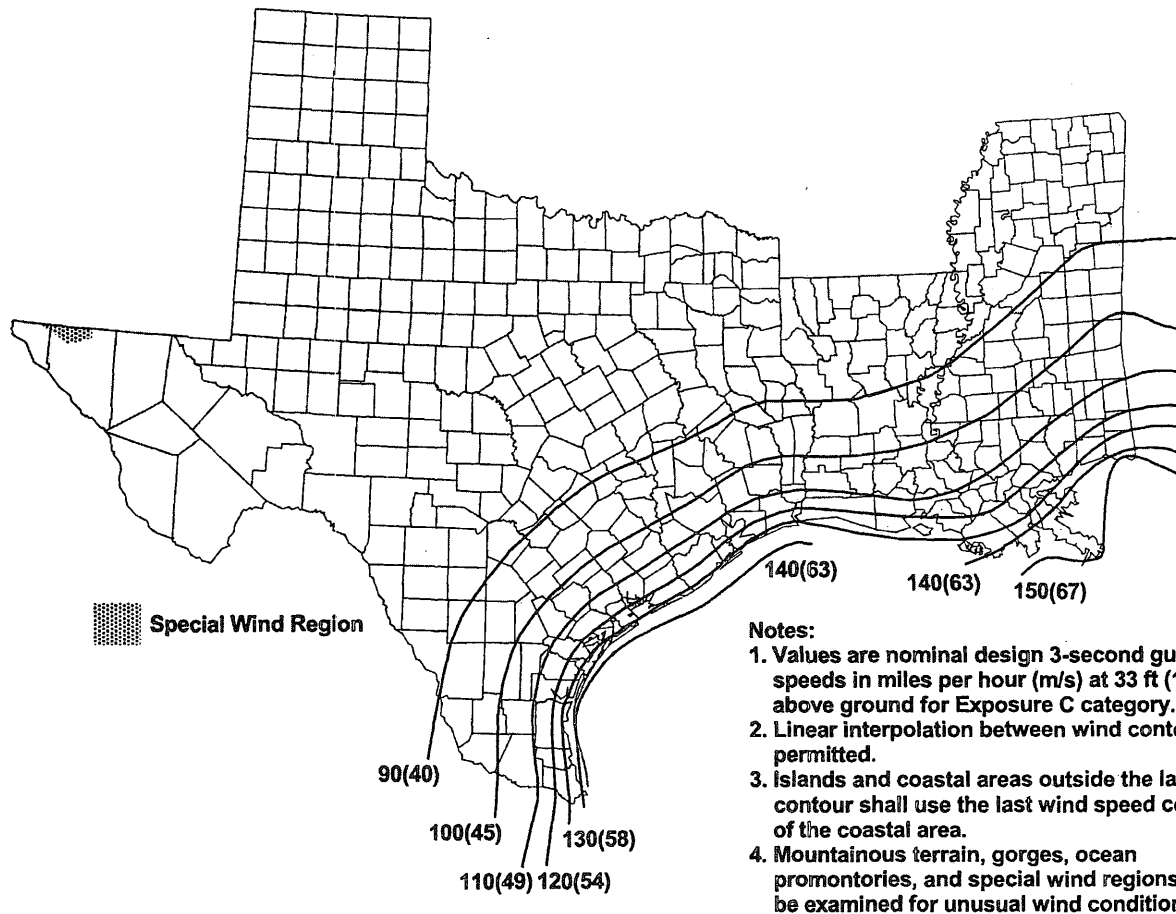 140(63)
140(63)
150(67)
Special Wind Region
90(40)
100(45)
130(58)
110(49) 120(54)
Notes:
1. Values are nominal design 3-second
speeds in miles per hour (m/s) at 33 ft
above ground for Exposure C category.
2. Linear interpolation between wind
permitted.
3. Islands and coastal areas outside the
contour shall use the last wind speed
of the coastal area.
4. Mountainous terrain, gorges, ocean
promontories, and special wind regions
be examined for unusual wind